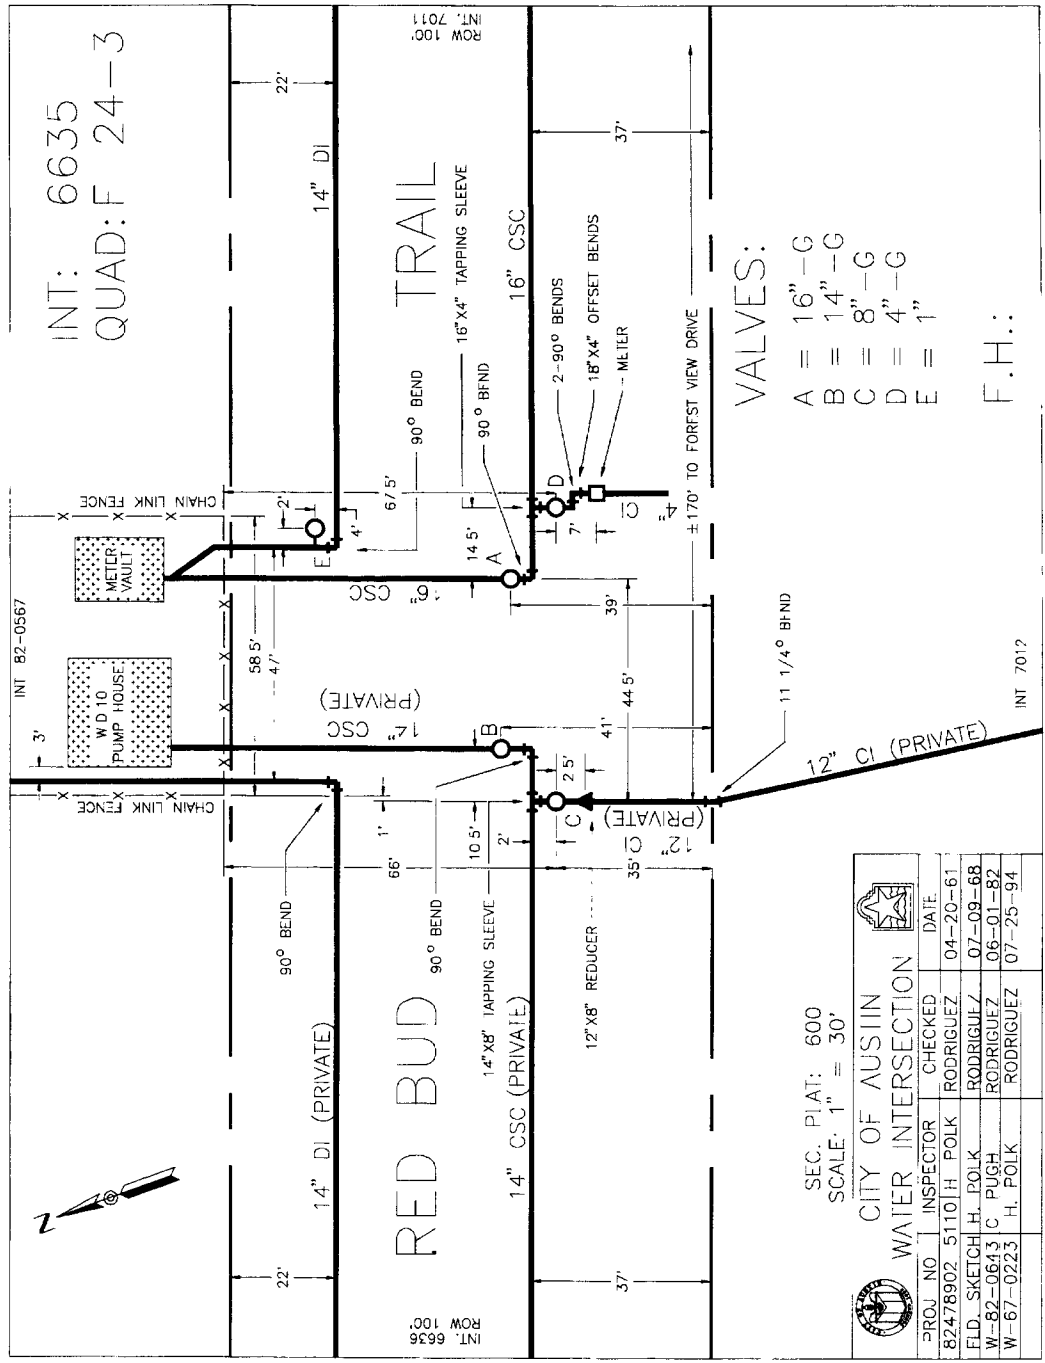 INT: 6635
QUAD: F 24-3
INT 82-0567
W D 10
PUMP HOUSE
METER
VAULT
CHAIN LINK FENCE
CHAIN LINK FENCE
3'
58 5'
47'
2'
4'
67 5'
22'
22'
14" DI (PRIVATE)
14" DI
90° BEND
90° BEND
66'
1'
14" CSC
(PRIVATE)
16" CSC
E
INT. 6636
ROW 100'
RED BUD
TRAIL
ROW 100'
INT. 7011
90° BEND
10 5'
B
A
14 5'
90° BEND
16"X4" TAPPING SLEEVE
14"X8" TAPPING SLEEVE
14" CSC (PRIVATE)
16" CSC
2'
C
2 5'
D
7'
2-90° BENDS
18"X4" OFFSET BENDS
METER
12"X8" REDUCER
12" CI
(PRIVATE)
4" CI
37'
35'
41'
44 5'
39'
37'
±170' TO FOREST VIEW DRIVE
11 1/4° BEND
12" CI (PRIVATE)
INT 7012
VALVES:
A = 16"-G
B = 14"-G
C = 8"-G
D = 4"-G
E = 1"
F.H.:
N
SEC. PLAT: 600
SCALE: 1" = 30'
CITY OF AUSTIN
WATER INTERSECTION
PROJ NO INSPECTOR CHECKED DATE
82478902 5110 H POLK RODRIGUEZ 04-20-61
FLD. SKETCH H. POLK RODRIGUEZ 07-09-68
W-82-0643 C PUGH RODRIGUEZ 06-01-82
W-67-0223 H. POLK RODRIGUEZ 07-25-94